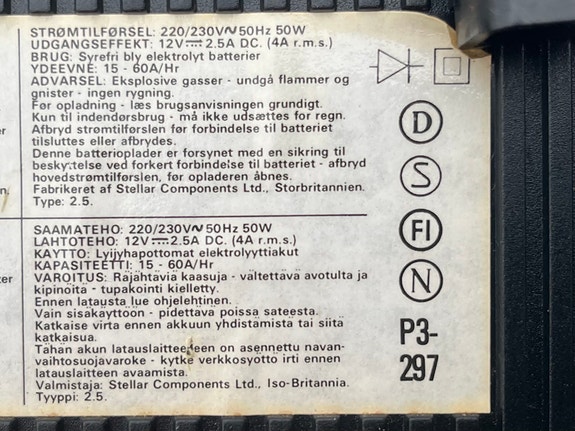 STRØMTILFØRSEL: 220/230V∿50Hz 50W
UDGANGSEFFEKT: 12V⎓2.5A DC. (4A r.m.s.)
BRUG: Syrefri bly elektrolyt batterier
YDEEVNE: 15 - 60A/Hr
ADVARSEL: Eksplosive gasser - undgå flammer og
gnister - ingen rygning.
Før opladning - læs brugsanvisningen grundigt.
Kun til indendørsbrug - må ikke udsættes for regn.
Afbryd strømtilførslen før forbindelse til batteriet
tilsluttes eller afbrydes.
Denne batterioplader er forsynet med en sikring til
beskyttelse ved forkert forbindelse til batteriet - afbryd
hovedstrømtilførslen, før opladeren åbnes.
Fabrikeret af Stellar Components Ltd., Storbritannien.
Type: 2.5.
SAAMATEHO: 220/230V∿50Hz 50W
LAHTOTEHO: 12V⎓2.5A DC. (4A r.m.s.)
KAYTTO: Lyijyhapottomat elektrolyyttiakut
KAPASITEETTI: 15 - 60A/Hr
VAROITUS: Räjähtäviä kaasuja - vältettävä avotulta ja
kipinöitä - tupakointi kielletty.
Ennen latausta lue ohjelehtinen.
Vain sisakayttöön - pidettava poissa sateesta.
Katkaise virta ennen akkuun yhdistämistä tai siitä
katkaisua.
Tähän akun latauslaitteeen on asennettu navan-
vaihtosuojavaroke - kytke verkkosyöttö irti ennen
latauslaitteen avaamista.
Valmistaja: Stellar Components Ltd., Iso-Britannia.
Tyyppi: 2.5.
D
S
FI
N
P3-
297